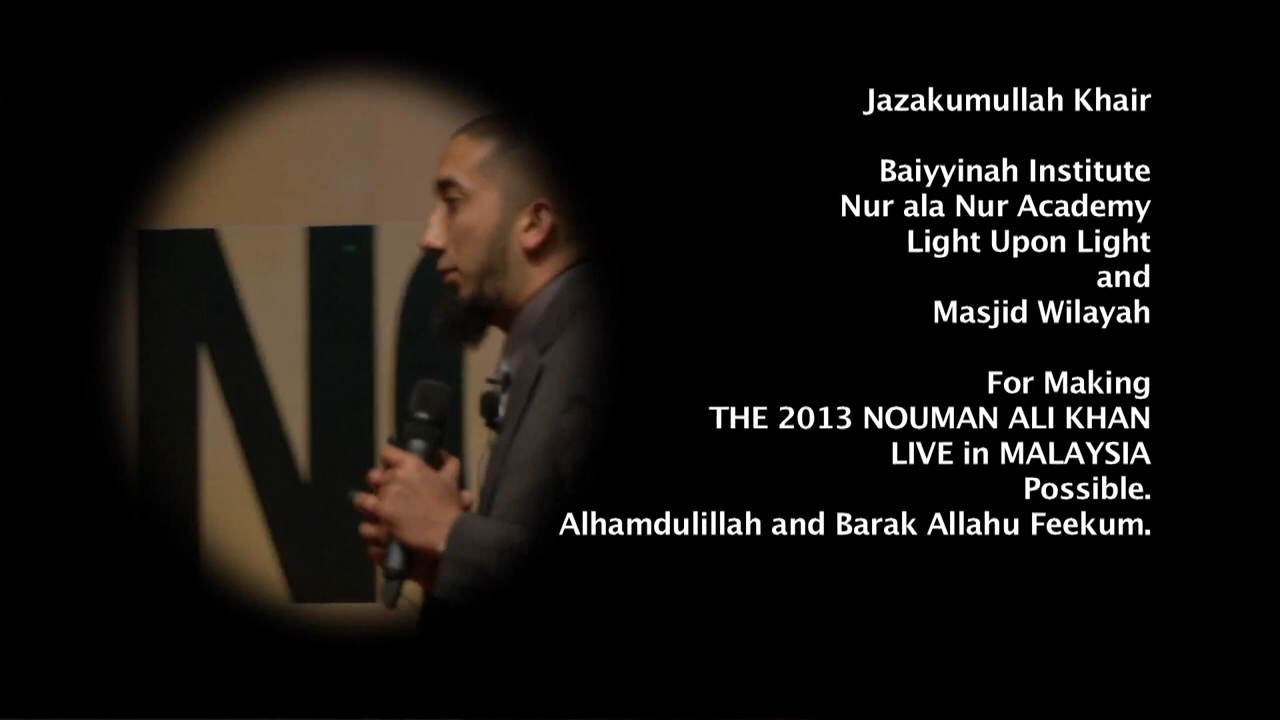 NO
Jazakumullah Khair
Baiyyinah Institute
Nur ala Nur Academy
Light Upon Light
and
Masjid Wilayah
For Making
THE 2013 NOUMAN ALI KHAN
LIVE in MALAYSIA
Possible.
Alhamdulillah and Barak Allahu Feekum.